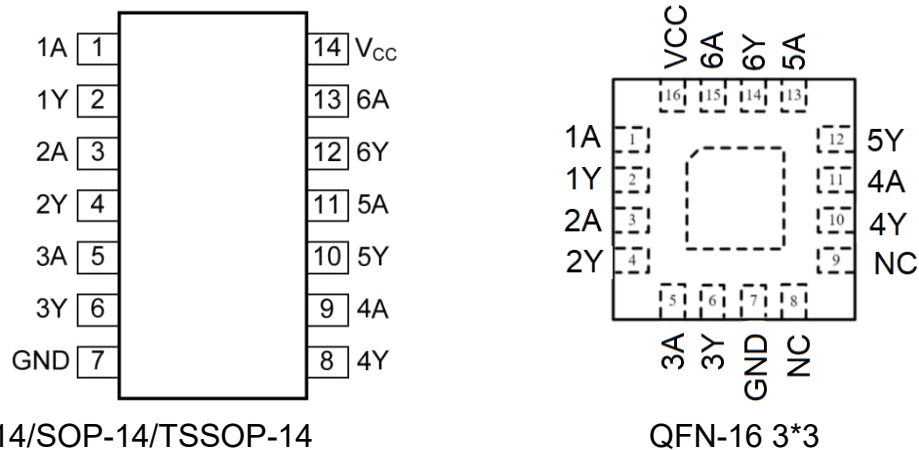 1A 1 14 VCC
1Y 2 13 6A
2A 3 12 6Y
2Y 4 11 5A
3A 5 10 5Y
3Y 6 9 4A
GND 7 8 4Y
14/SOP-14/TSSOP-14
VCC 6A 6Y 5A
16 15 14 13
1A 1 12 5Y
1Y 2 11 4A
2A 3 10 4Y
2Y 4 9 NC
5 6 7 8
3A 3Y GND NC
QFN-16 3*3